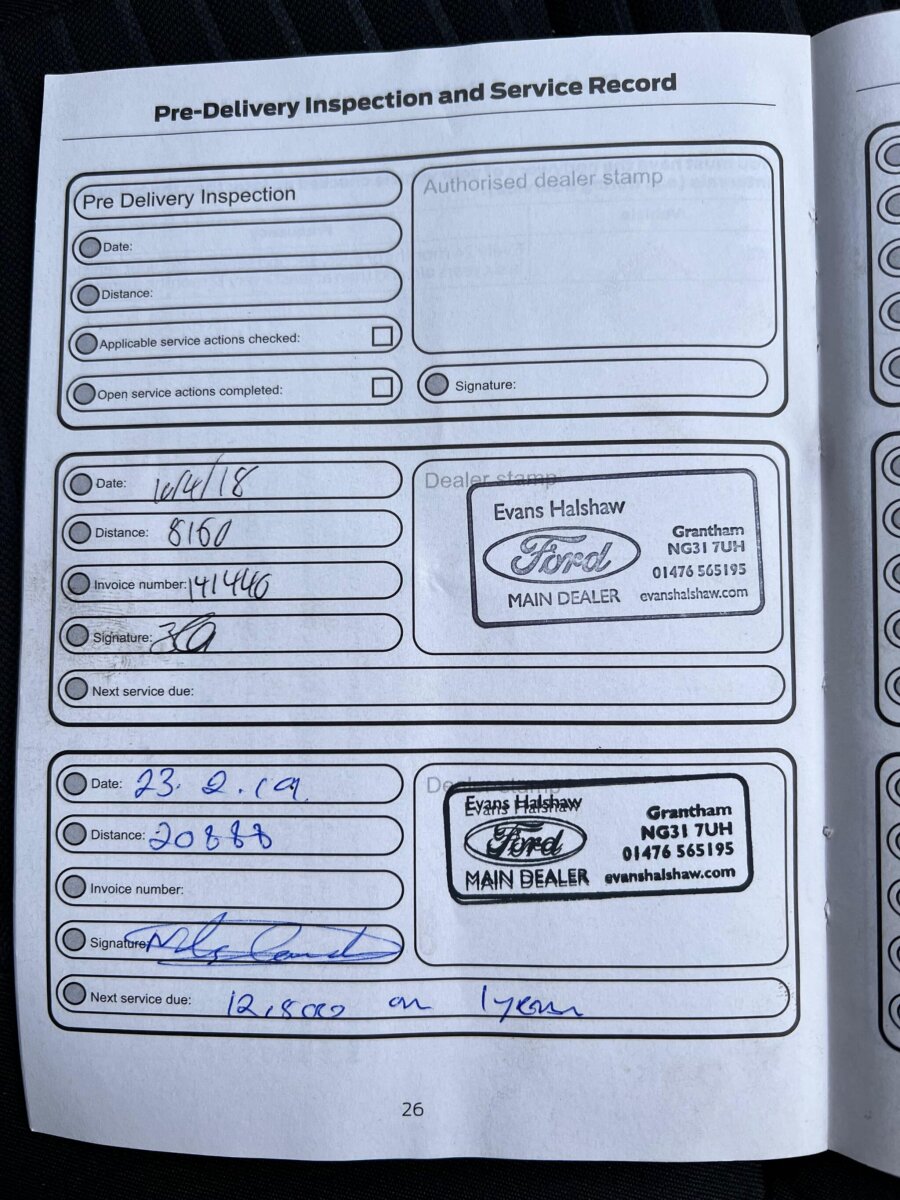 Pre-Delivery Inspection and Service Record
Pre Delivery Inspection
Date:
Distance:
Applicable service actions checked:
Open service actions completed:
Authorised dealer stamp
Signature:
Date: /4/18
Distance: 8160
Invoice number: 141440
Signature:
Next service due:
Dealer stamp
Evans Halshaw
Ford
MAIN DEALER
Grantham
NG31 7UH
01476 565195
evanshalshaw.com
Date: 23.2.19.
Distance: 20888
Invoice number:
Signature:
Next service due: 12,500 or 1 year
Dealer stamp
Evans Halshaw
Ford
MAIN DEALER
Grantham
NG31 7UH
01476 565195
evanshalshaw.com
26